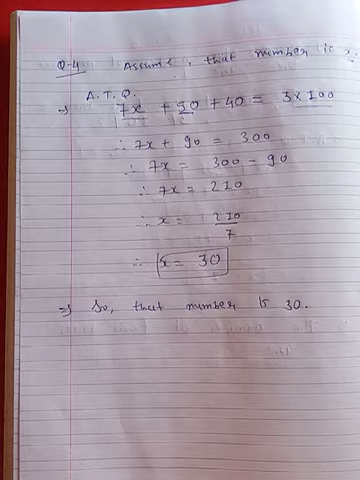 Q-4 Assume, that number is x.
A.T.Q.
⇒ 7x + 50 + 40 = 3×100
∴ 7x + 90 = 300
∴ 7x = 300 - 90
∴ 7x = 210
∴ x = 210/7
∴ x = 30
⇒ So, that number is 30.